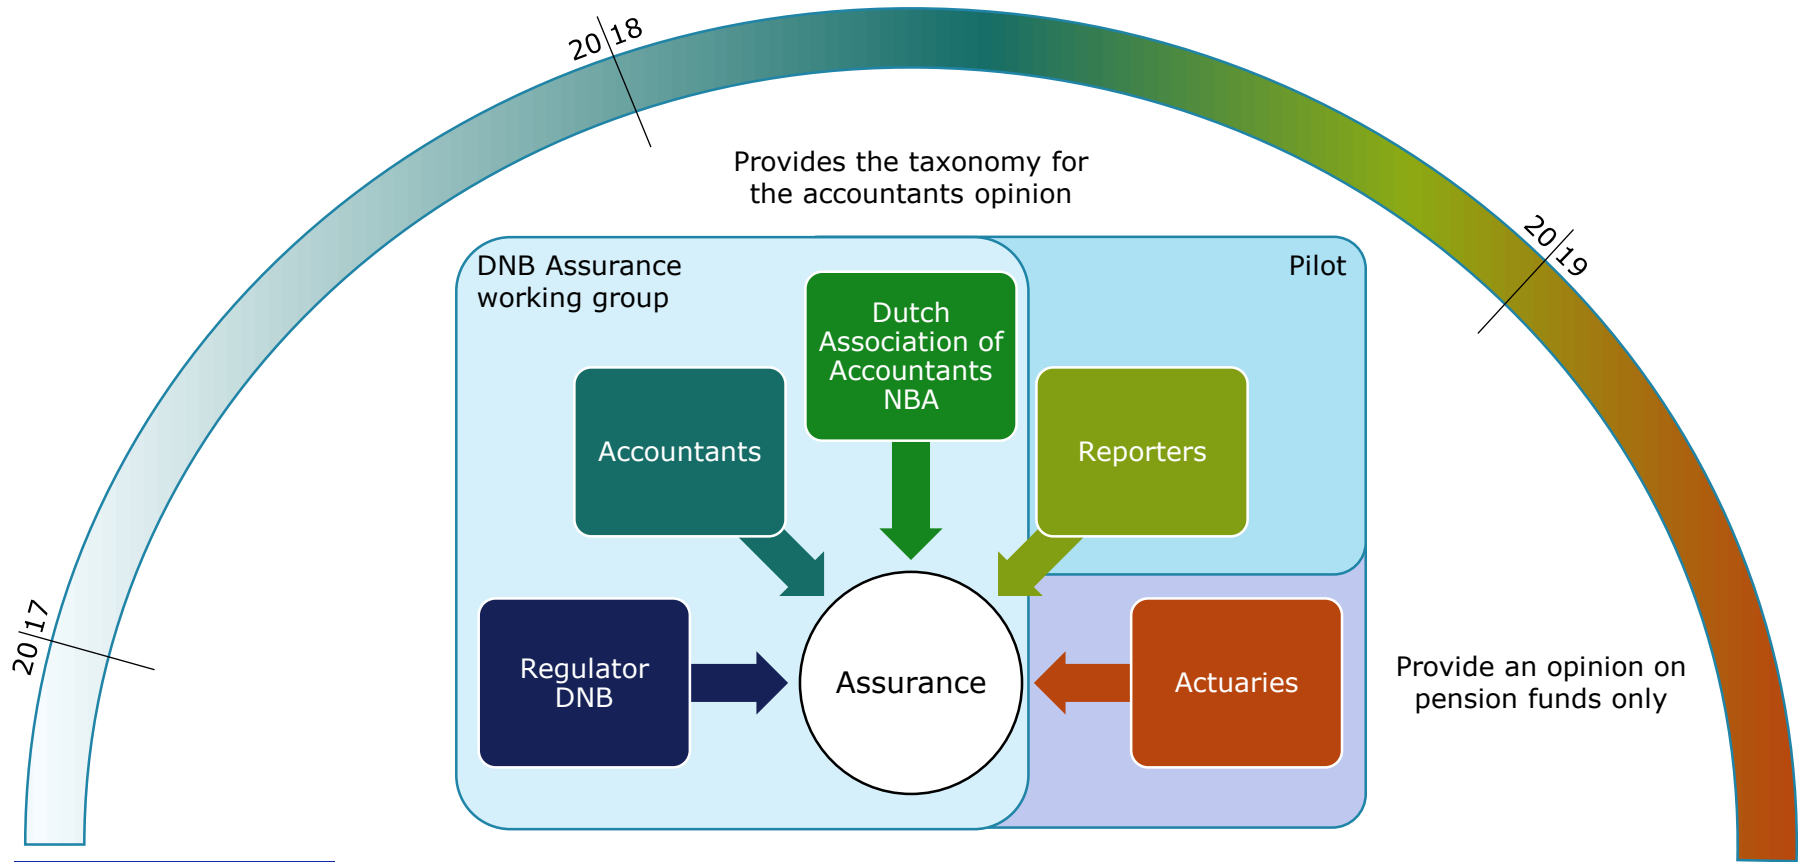 20|18
Provides the taxonomy for
the accountants opinion
20|19
DNB Assurance
working group
Pilot
Dutch
Association of
Accountants
NBA
Accountants
Reporters
20|17
Regulator
DNB
Assurance
Actuaries
Provide an opinion on
pension funds only